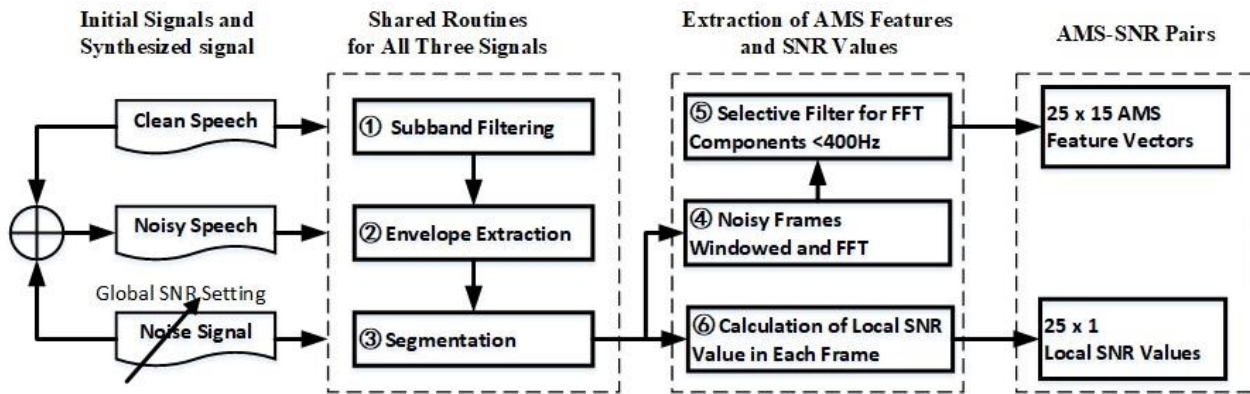 Initial Signals and
Synthesized signal
Shared Routines
for All Three Signals
Extraction of AMS Features
and SNR Values
AMS-SNR Pairs
Clean Speech
Noisy Speech
Global SNR Setting
Noise Signal
① Subband Filtering
② Envelope Extraction
③ Segmentation
⑤ Selective Filter for FFT
Components <400Hz
④ Noisy Frames
Windowed and FFT
⑥ Calculation of Local SNR
Value in Each Frame
25 x 15 AMS
Feature Vectors
25 x 1
Local SNR Values